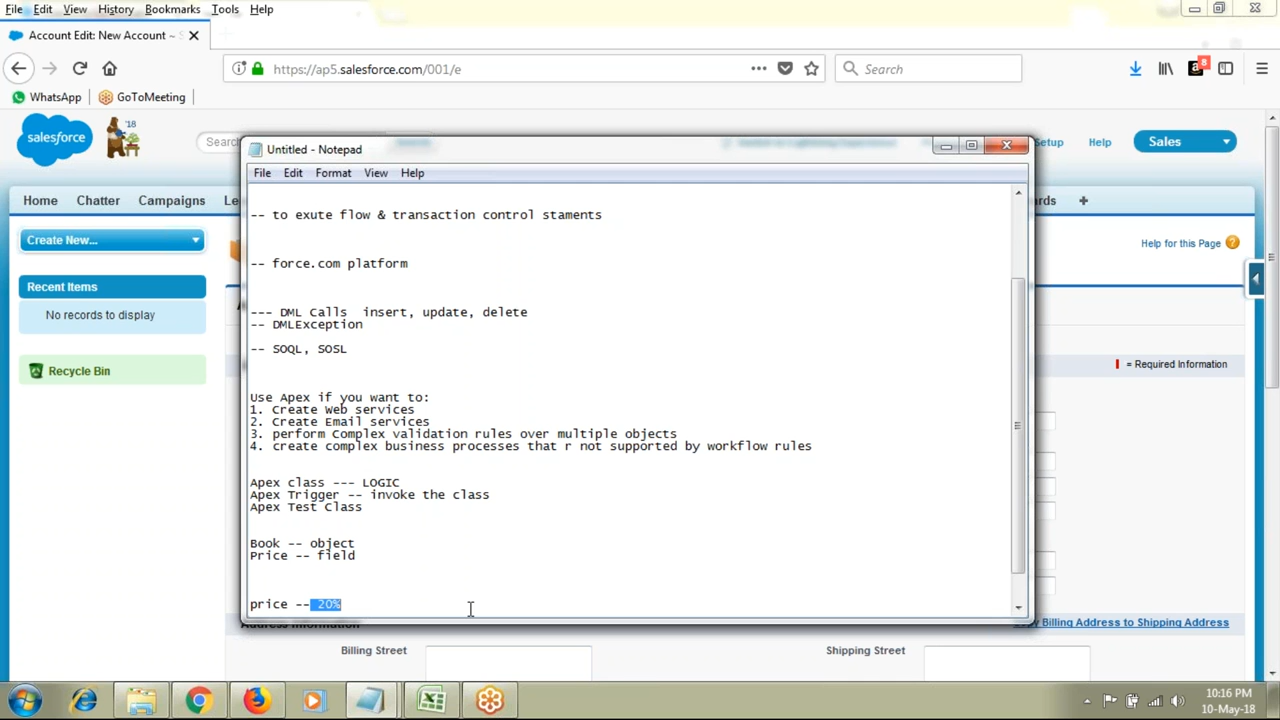 File Edit View History Bookmarks Tools Help
Account Edit: New Account ~ S
https://ap5.salesforce.com/001/e
Search
8
WhatsApp
GoToMeeting
salesforce
'18
Search
Setup
Help
Sales
Home
Chatter
Campaigns
+
Create New...
Help for this Page
Recent Items
No records to display
Recycle Bin
= Required Information
Untitled - Notepad
File Edit Format View Help
-- to exute flow & transaction control staments
-- force.com platform
--- DML Calls insert, update, delete
-- DMLException
-- SOQL, SOSL
Use Apex if you want to:
1. Create Web services
2. Create Email services
3. perform Complex validation rules over multiple objects
4. create complex business processes that r not supported by workflow rules
Apex class --- LOGIC
Apex Trigger -- invoke the class
Apex Test Class
Book -- object
Price -- field
price -- 20%
Billing Address to Shipping Address
Billing Street
Shipping Street
10:16 PM
10-May-18